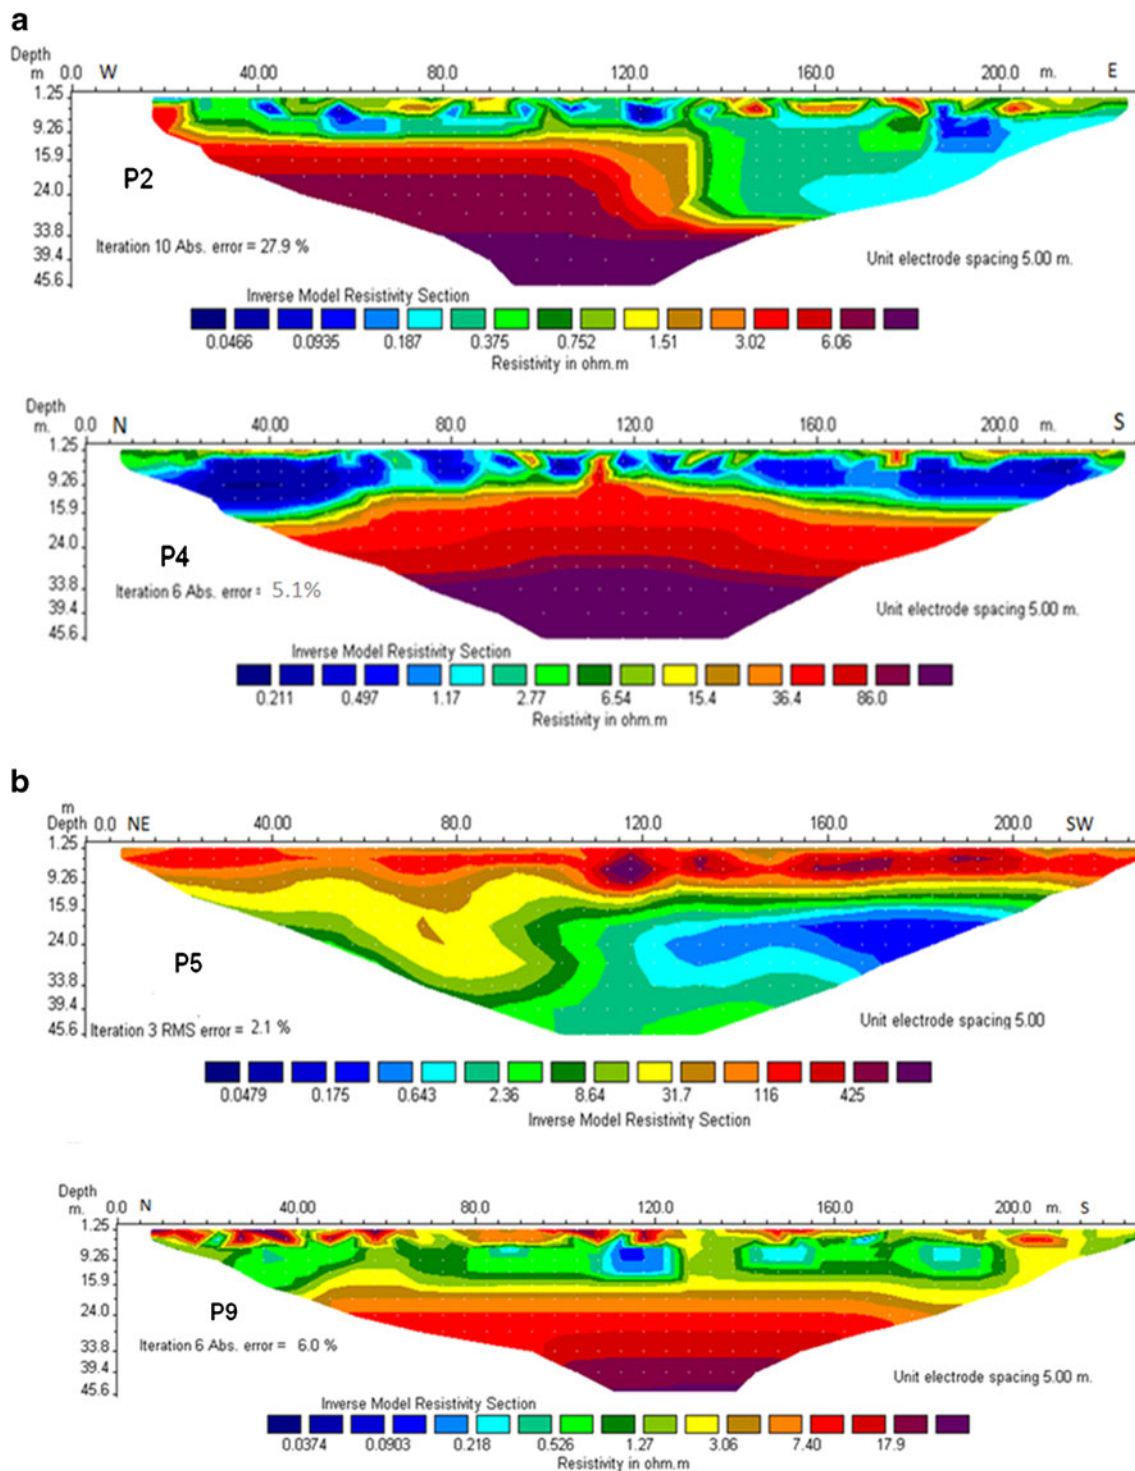 a
Depth
m 0.0 W 40.00 80.0 120.0 160.0 200.0 m. E
1.25
9.26
15.9
24.0
33.8
39.4
45.6
P2
Iteration 10 Abs. error = 27.9 %
Unit electrode spacing 5.00 m.
Inverse Model Resistivity Section
0.0466 0.0935 0.187 0.375 0.752 1.51 3.02 6.06
Resistivity in ohm.m
Depth
m. 0.0 N 40.00 80.0 120.0 160.0 200.0 m. S
1.25
9.26
15.9
24.0
33.8
39.4
45.6
P4
Iteration 6 Abs. error = 5.1%
Unit electrode spacing 5.00 m.
Inverse Model Resistivity Section
0.211 0.497 1.17 2.77 6.54 15.4 36.4 86.0
Resistivity in ohm.m
b
m
Depth 0.0 NE 40.00 80.0 120.0 160.0 200.0 SW
1.25
9.26
15.9
24.0
33.8
39.4
45.6
P5
Iteration 3 RMS error = 2.1 %
Unit electrode spacing 5.00
0.0479 0.175 0.643 2.36 8.64 31.7 116 425
Inverse Model Resistivity Section
Depth
m. 0.0 N 40.00 80.0 120.0 160.0 200.0 m. S
1.25
9.26
15.9
24.0
33.8
39.4
45.6
P9
Iteration 6 Abs. error = 6.0 %
Unit electrode spacing 5.00 m.
Inverse Model Resistivity Section
0.0374 0.0903 0.218 0.526 1.27 3.06 7.40 17.9
Resistivity in ohm.m